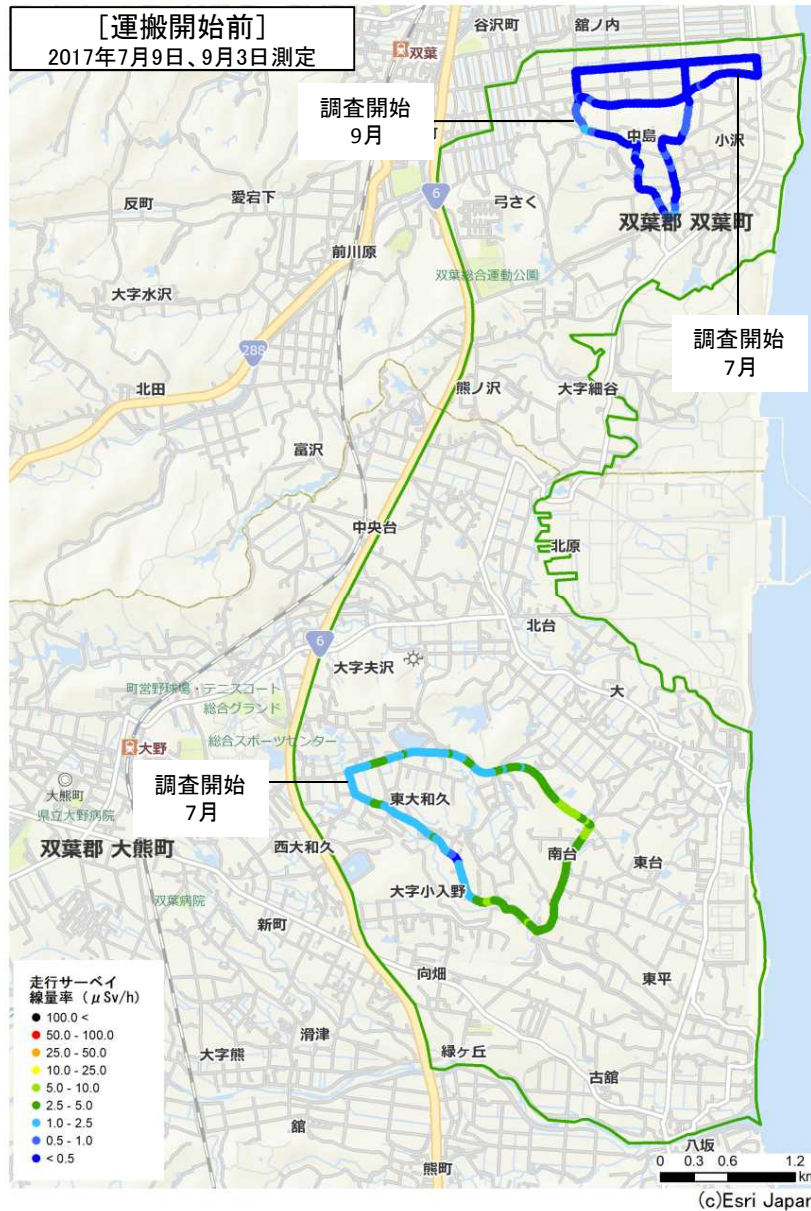 [運搬開始前]
2017年7月9日、9月3日測定
谷沢町
舘ノ内
双葉
調査開始
9月
町
6
中島
小沢
反町
愛宕下
弓さく
双葉郡 双葉町
前川原
双葉総合運動公園
大字水沢
288
調査開始
7月
北田
熊ノ沢
大字細谷
富沢
中央台
北原
北台
6
大字夫沢
町営野球場・テニスコート
総合グランド
大
大野
総合スポーツセンター
調査開始
7月
大熊町
県立大野病院
東大和久
双葉郡 大熊町
西大和久
南台
東台
双葉病院
大字小入野
新町
向畑
東平
走行サーベイ
線量率(μSv/h)
100.0 <
50.0 - 100.0
25.0 - 50.0
10.0 - 25.0
5.0 - 10.0
2.5 - 5.0
1.0 - 2.5
0.5 - 1.0
< 0.5
滑津
大字熊
緑ヶ丘
古舘
舘
八坂
熊町
0 0.3 0.6 1.2
km
(c)Esri Japan